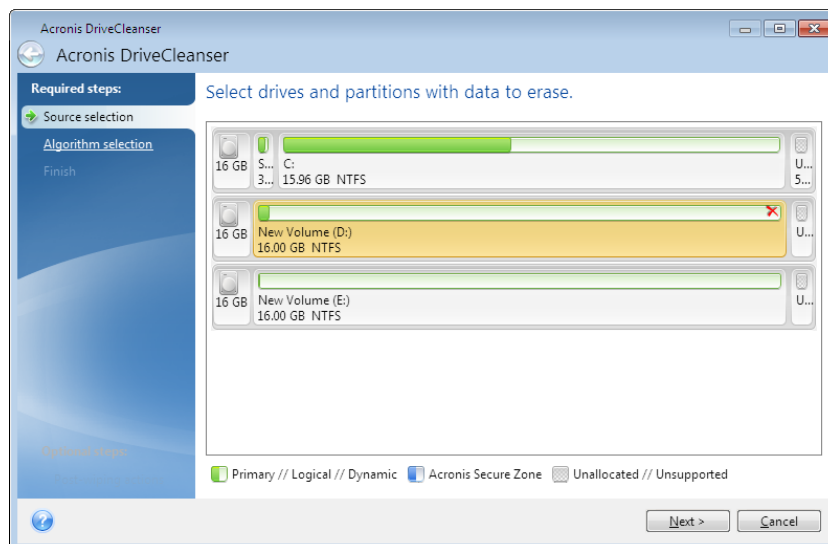 Acronis DriveCleanser
Acronis DriveCleanser
Required steps:
Source selection
Algorithm selection
Finish
Select drives and partitions with data to erase.
16 GB
S...
3...
C:
15.96 GB NTFS
U...
5...
16 GB
New Volume (D:)
16.00 GB NTFS
U...
16 GB
New Volume (E:)
16.00 GB NTFS
U...
Primary // Logical // Dynamic
Acronis Secure Zone
Unallocated // Unsupported
?
Next >
Cancel